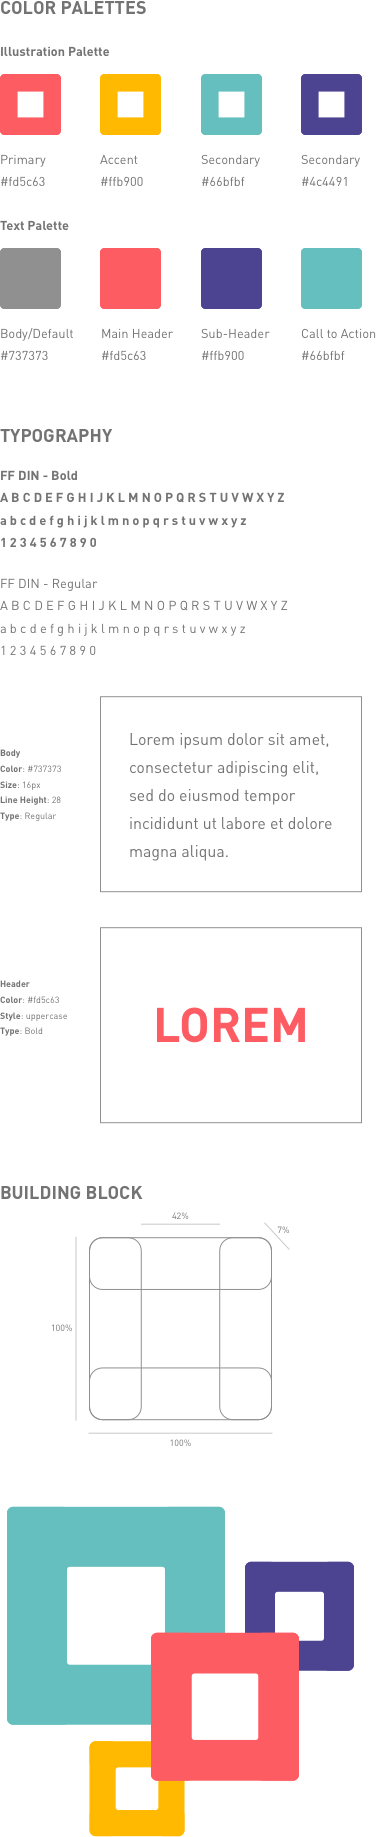 COLOR PALETTES
Illustration Palette
Primary Accent Secondary Secondary
#fd5c63 #ffb900 #66bfbf #4c4491
Text Palette
Body/Default Main Header Sub-Header Call to Action
#737373 #fd5c63 #ffb900 #66bfbf
TYPOGRAPHY
FF DIN - Bold
A B C D E F G H I J K L M N O P Q R S T U V W X Y Z
a b c d e f g h i j k l m n o p q r s t u v w x y z
1 2 3 4 5 6 7 8 9 0
FF DIN - Regular
A B C D E F G H I J K L M N O P Q R S T U V W X Y Z
a b c d e f g h i j k l m n o p q r s t u v w x y z
1 2 3 4 5 6 7 8 9 0
Body
Color: #737373
Size: 16px
Line Height: 28
Type: Regular
Lorem ipsum dolor sit amet,
consectetur adipiscing elit,
sed do eiusmod tempor
incididunt ut labore et dolore
magna aliqua.
Header
Color: #fd5c63
Style: uppercase
Type: Bold
LOREM
BUILDING BLOCK
42%
7%
100%
100%